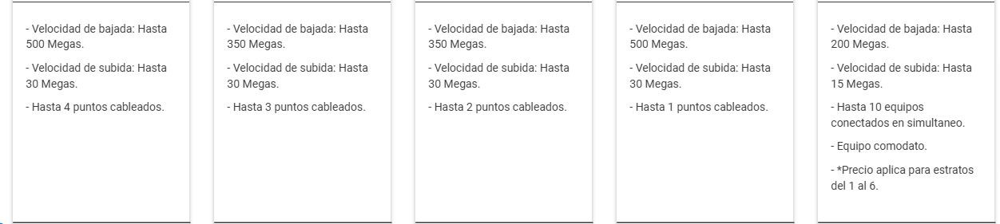 - Velocidad de bajada: Hasta
500 Megas.
- Velocidad de subida: Hasta
30 Megas.
- Hasta 4 puntos cableados.
- Velocidad de bajada: Hasta
350 Megas.
- Velocidad de subida: Hasta
30 Megas.
- Hasta 3 puntos cableados.
- Velocidad de bajada: Hasta
350 Megas.
- Velocidad de subida: Hasta
30 Megas.
- Hasta 2 puntos cableados.
- Velocidad de bajada: Hasta
500 Megas.
- Velocidad de subida: Hasta
30 Megas.
- Hasta 1 puntos cableados.
- Velocidad de bajada: Hasta
200 Megas.
- Velocidad de subida: Hasta
15 Megas.
- Hasta 10 equipos
conectados en simultaneo.
- Equipo comodato.
- *Precio aplica para estratos
del 1 al 6.